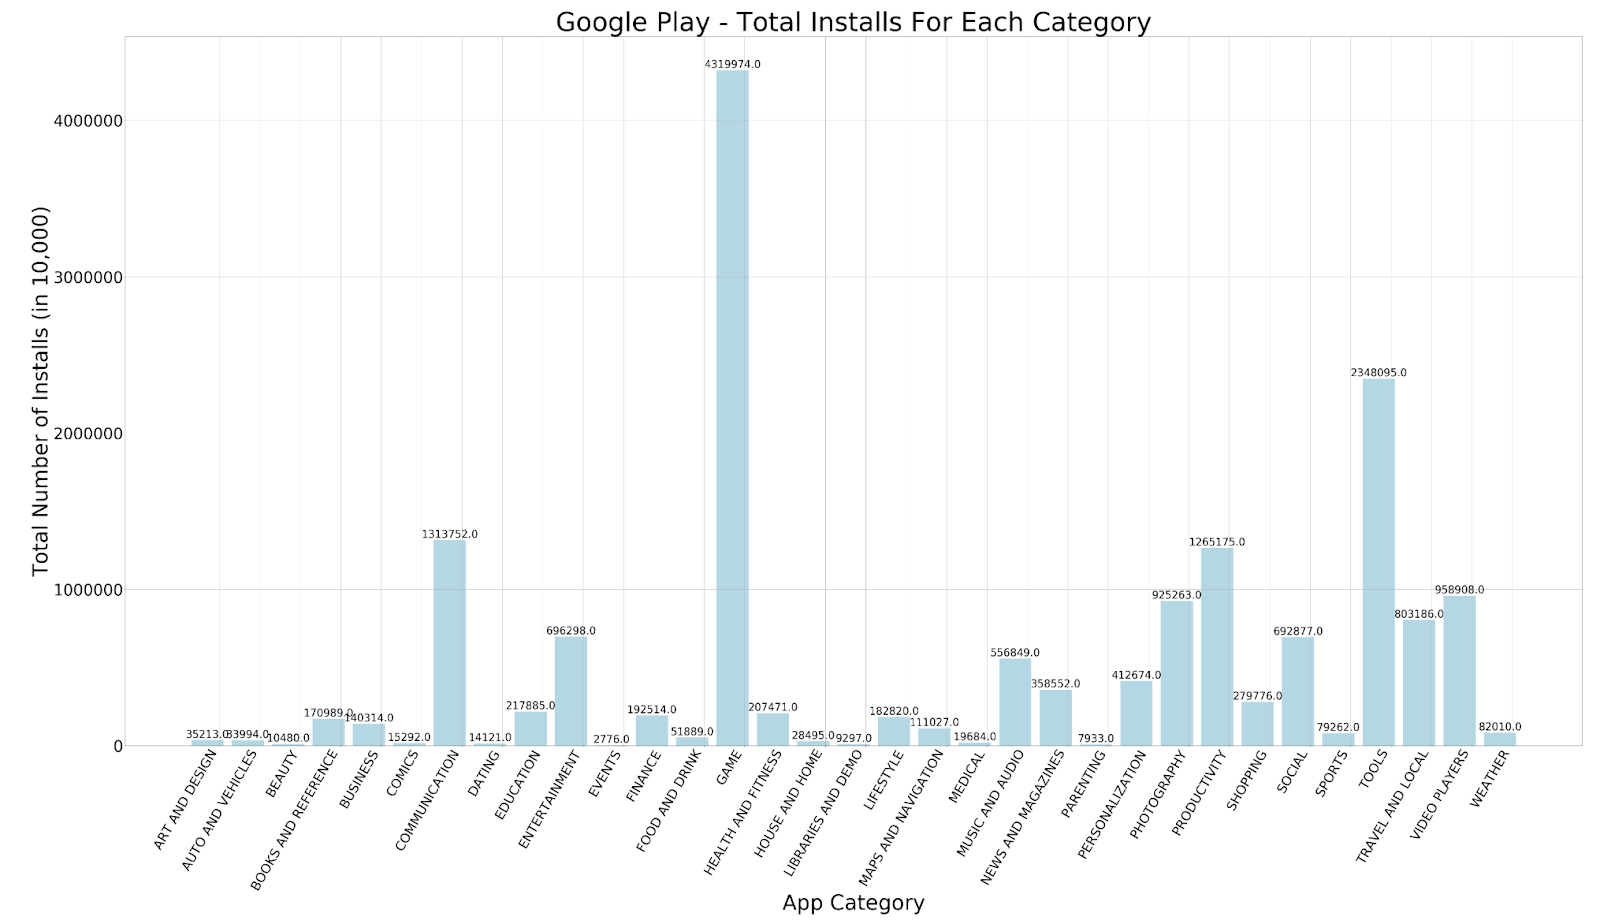 Google Play - Total Installs For Each Category
Total Number of Installs (in 10,000)
4000000
3000000
2000000
1000000
0
35213.0
33994.0
10480.0
170989.0
140314.0
15292.0
1313752.0
14121.0
217885.0
696298.0
2776.0
192514.0
51889.0
4319974.0
207471.0
28495.0
9297.0
182820.0
111027.0
19684.0
556849.0
358552.0
7933.0
412674.0
925263.0
1265175.0
279776.0
692877.0
79262.0
2348095.0
803186.0
958908.0
82010.0
ART AND DESIGN
AUTO AND VEHICLES
BEAUTY
BOOKS AND REFERENCE
BUSINESS
COMICS
COMMUNICATION
DATING
EDUCATION
ENTERTAINMENT
EVENTS
FINANCE
FOOD AND DRINK
GAME
HEALTH AND FITNESS
HOUSE AND HOME
LIBRARIES AND DEMO
LIFESTYLE
MAPS AND NAVIGATION
MEDICAL
MUSIC AND AUDIO
NEWS AND MAGAZINES
PARENTING
PERSONALIZATION
PHOTOGRAPHY
PRODUCTIVITY
SHOPPING
SOCIAL
SPORTS
TOOLS
TRAVEL AND LOCAL
VIDEO PLAYERS
WEATHER
App Category